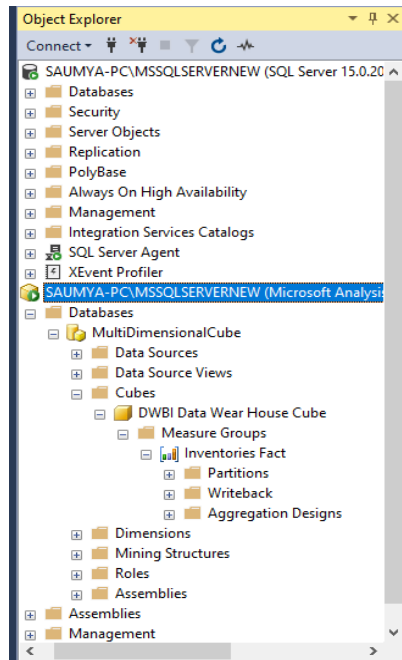 Object Explorer
Connect
SAUMYA-PC\MSSQLSERVERNEW (SQL Server 15.0.20
Databases
Security
Server Objects
Replication
PolyBase
Always On High Availability
Management
Integration Services Catalogs
SQL Server Agent
XEvent Profiler
SAUMYA-PC\MSSQLSERVERNEW (Microsoft Analysis
Databases
MultiDimensionalCube
Data Sources
Data Source Views
Cubes
DWBI Data Wear House Cube
Measure Groups
Inventories Fact
Partitions
Writeback
Aggregation Designs
Dimensions
Mining Structures
Roles
Assemblies
Assemblies
Management